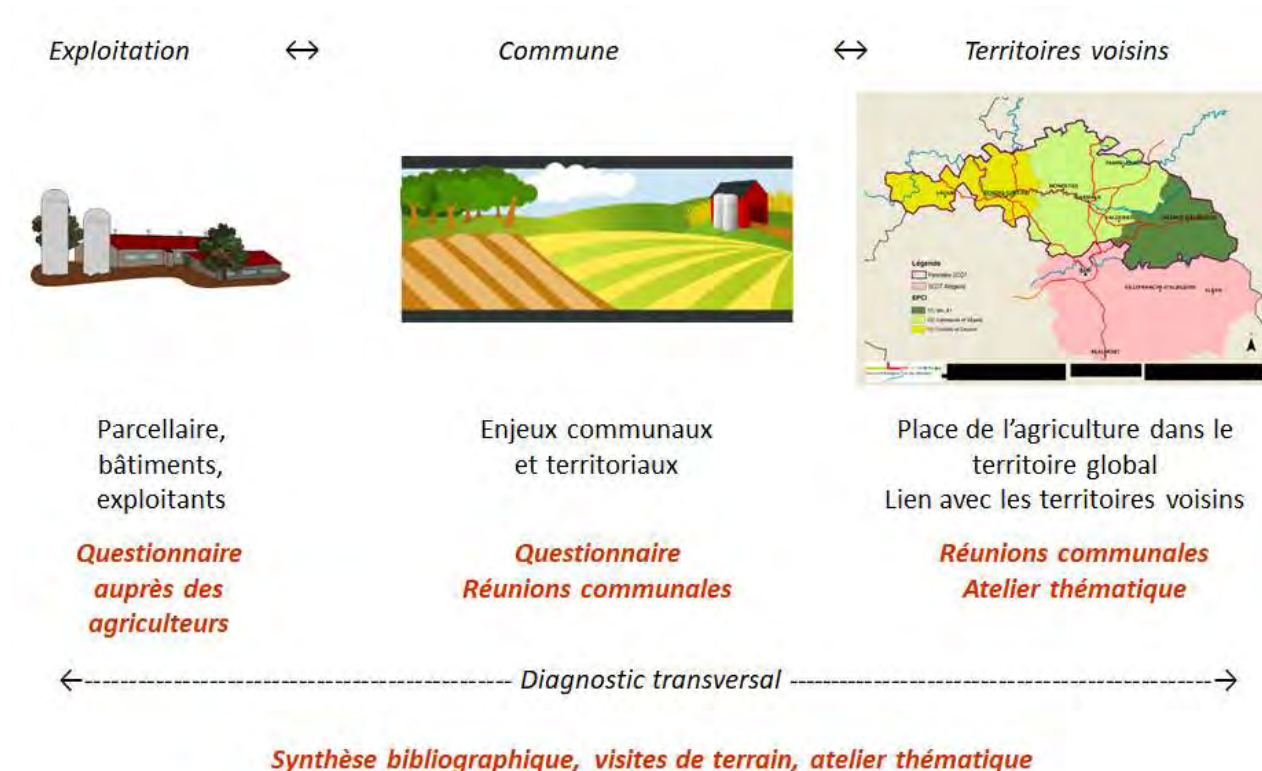 Exploitation ↔ Commune ↔ Territoires voisins
Légende
EPCI
Parcellaire,
bâtiments,
exploitants
Enjeux communaux
et territoriaux
Place de l'agriculture dans le
territoire global
Lien avec les territoires voisins
Questionnaire
auprès des
agriculteurs
Questionnaire
Réunions communales
Réunions communales
Atelier thématique
←---- Diagnostic transversal ----→
Synthèse bibliographique, visites de terrain, atelier thématique